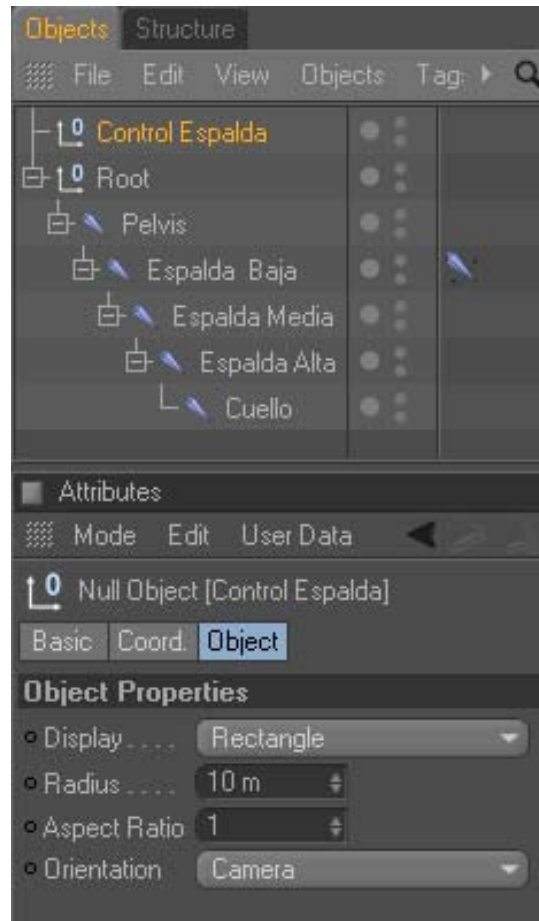 Objects Structure
File Edit View Objects Tag:
Control Espalda
Root
Pelvis
Espalda Baja
Espalda Media
Espalda Alta
Cuello
Attributes
Mode Edit User Data
Null Object [Control Espalda]
Basic Coord. Object
Object Properties
Display.... Rectangle
Radius.... 10 m
Aspect Ratio 1
Orientation Camera